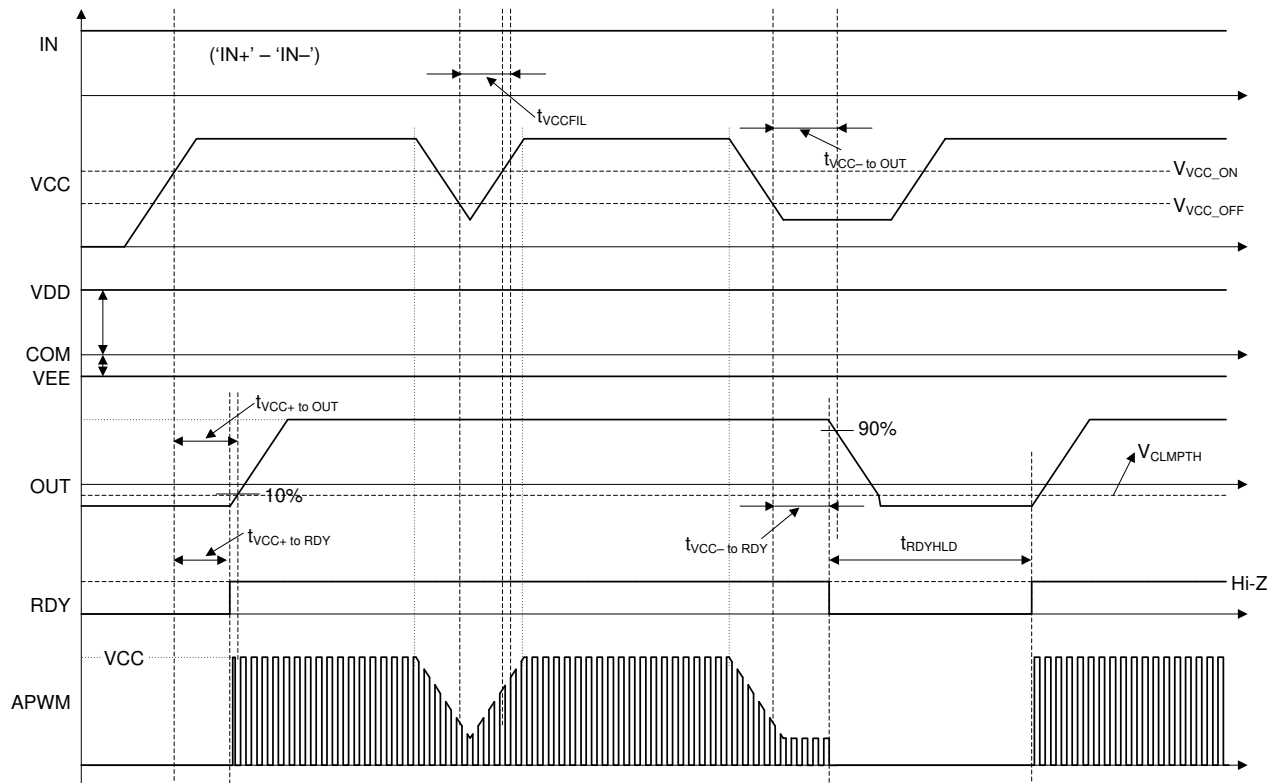 IN
(‘IN+’ – ‘IN–’)
tVCCFIL
tVCC– to OUT
VCC
VVCC_ON
VVCC_OFF
VDD
COM
VEE
tVCC+ to OUT
90%
VCLMPTH
OUT
10%
tVCC+ to RDY
tVCC– to RDY
tRDYHLD
Hi-Z
RDY
VCC
APWM